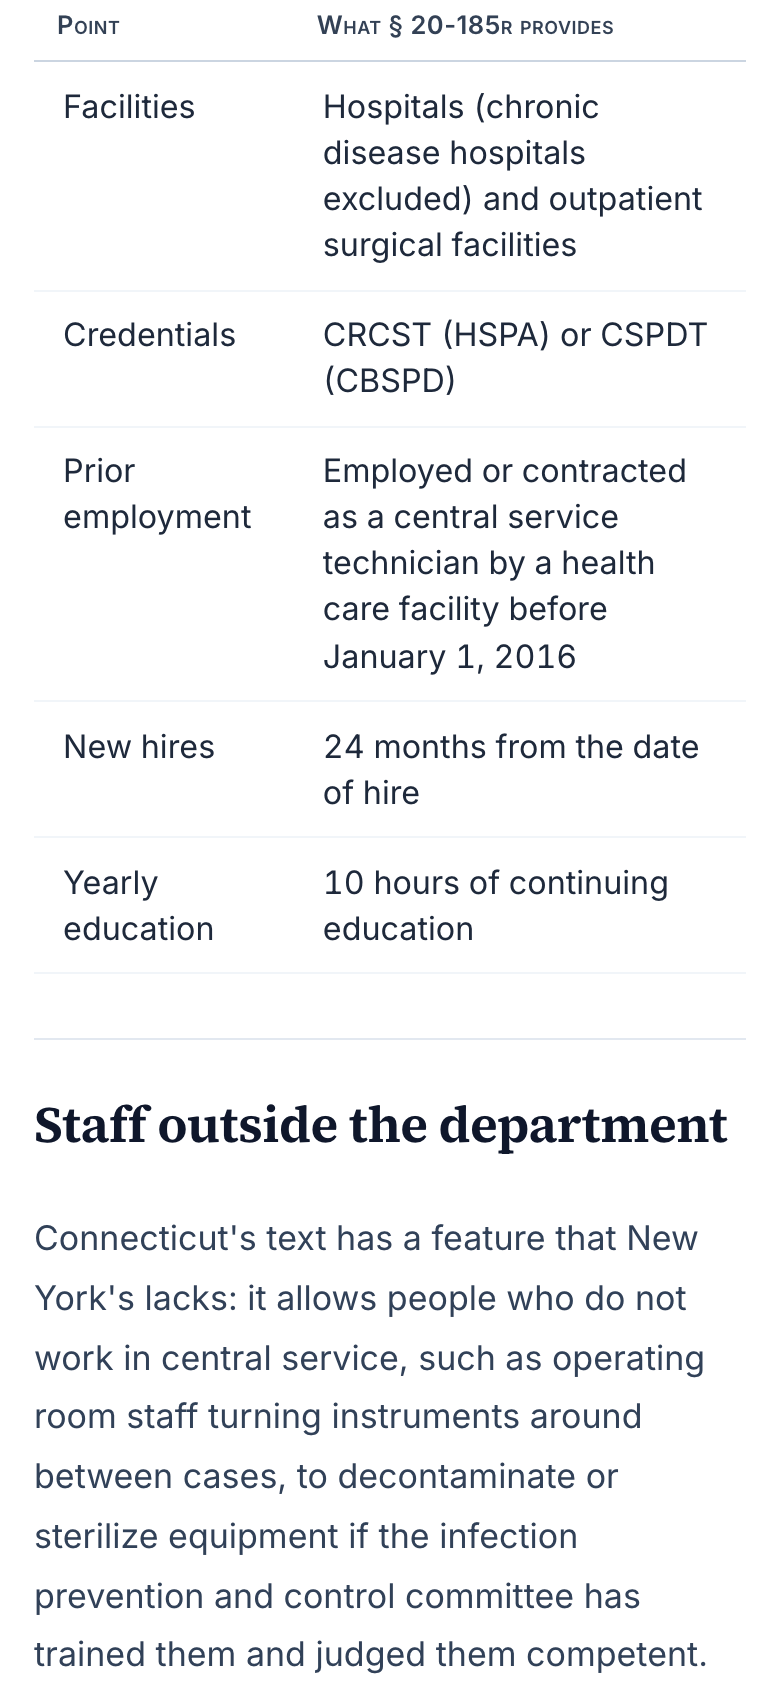 Point What § 20-185r provides
Facilities Hospitals (chronic
disease hospitals
excluded) and outpatient
surgical facilities
Credentials CRCST (HSPA) or CSPDT
(CBSPD)
Prior Employed or contracted
employment as a central service
technician by a health
care facility before
January 1, 2016
New hires 24 months from the date
of hire
Yearly 10 hours of continuing
education education
Staff outside the department
Connecticut's text has a feature that New
York's lacks: it allows people who do not
work in central service, such as operating
room staff turning instruments around
between cases, to decontaminate or
sterilize equipment if the infection
prevention and control committee has
trained them and judged them competent.